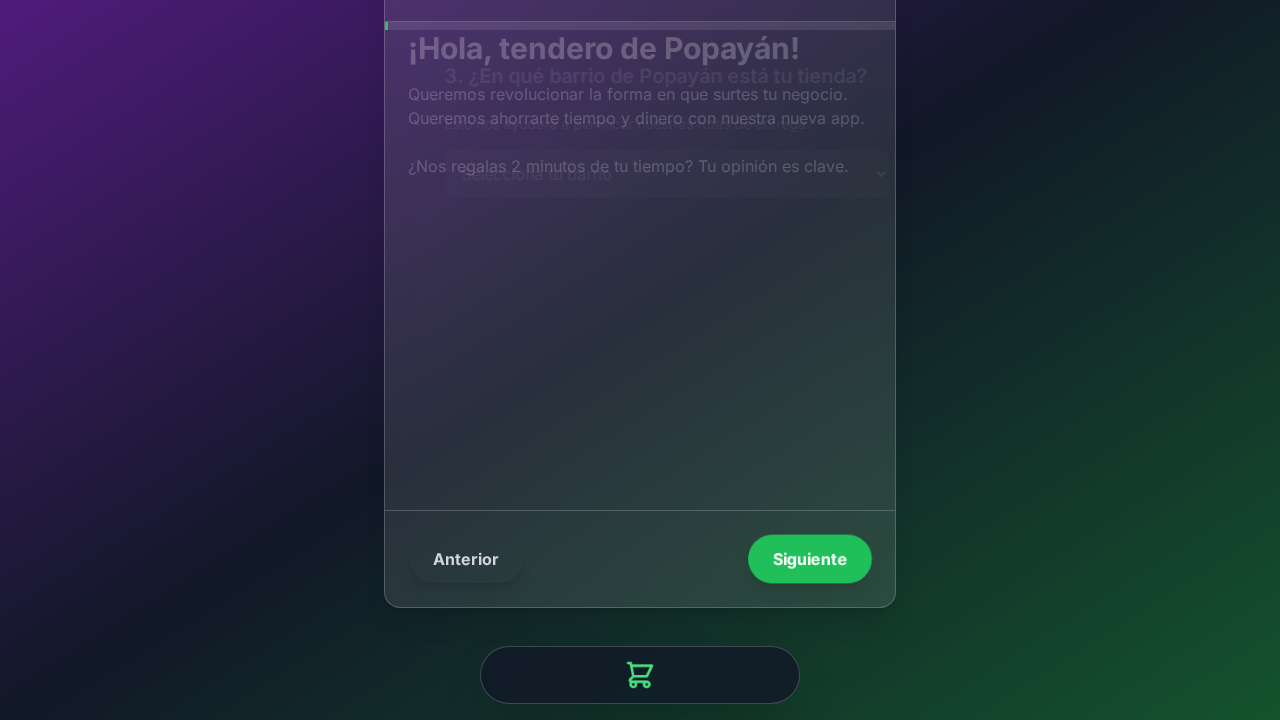 ¡Hola, tendero de Popayán!
3. ¿En qué barrio de Popayán está tu tienda?
Queremos revolucionar la forma en que surtes tu negocio.
Queremos ahorrarte tiempo y dinero con nuestra nueva app.
¿Nos regalas 2 minutos de tu tiempo? Tu opinión es clave.
Selecciona tu barrio
Anterior
Siguiente